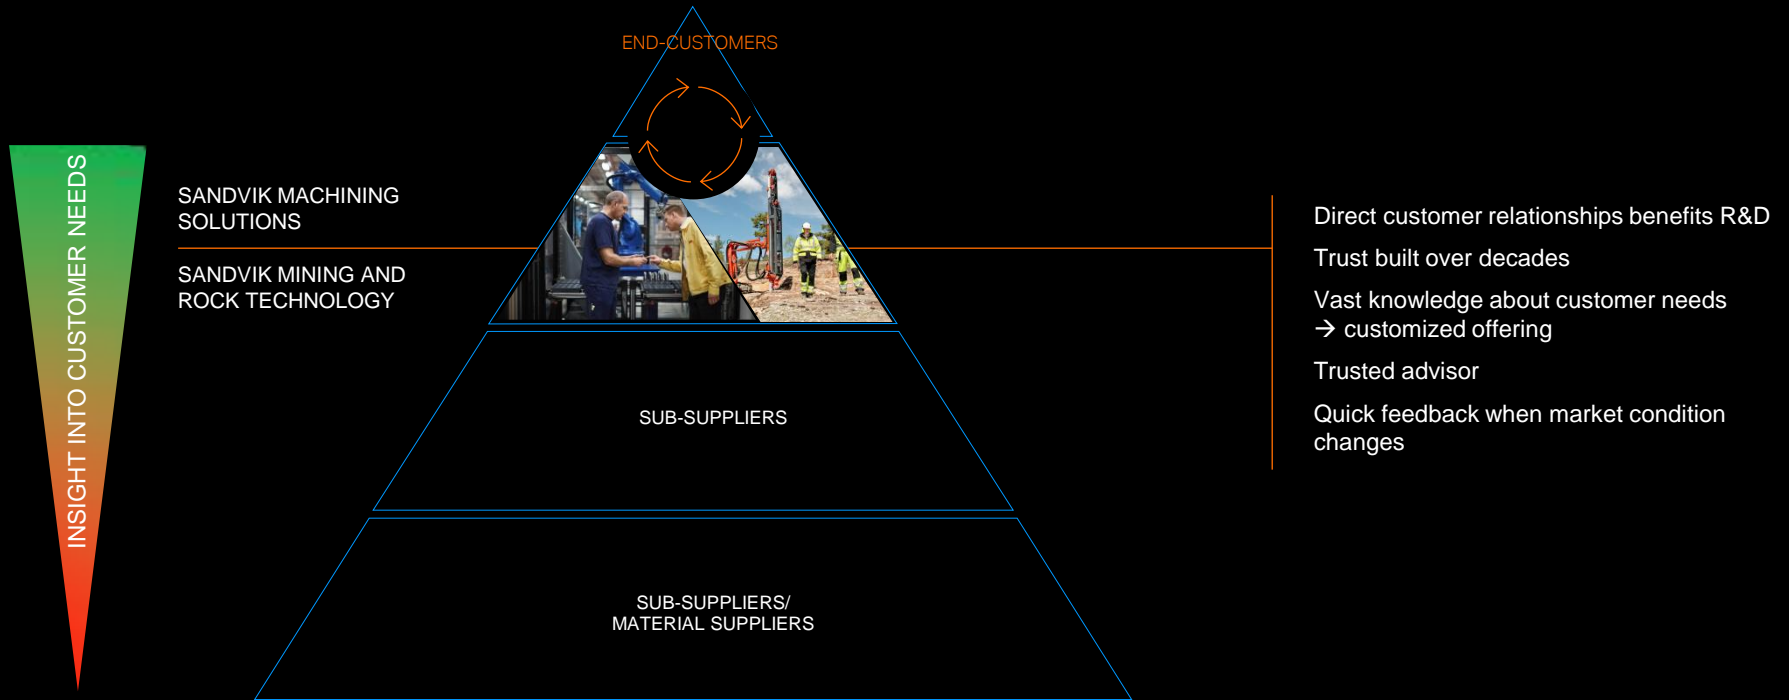 END-CUSTOMERS
INSIGHT INTO CUSTOMER NEEDS
SANDVIK MACHINING
SOLUTIONS
SANDVIK MINING AND
ROCK TECHNOLOGY
SUB-SUPPLIERS
SUB-SUPPLIERS/
MATERIAL SUPPLIERS
Direct customer relationships benefits R&D
Trust built over decades
Vast knowledge about customer needs
→ customized offering
Trusted advisor
Quick feedback when market condition
changes